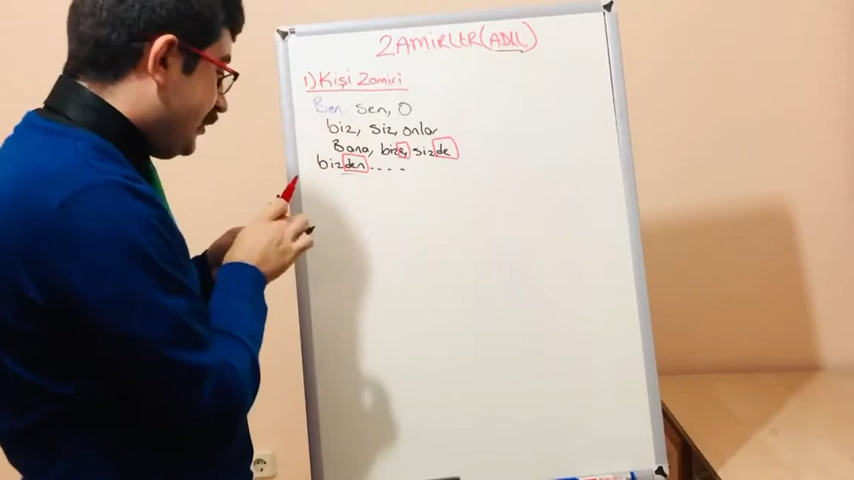 ZAMİRLER (ADIL)
1) Kişi Zamiri
Ben, sen, O
biz, siz, onlar
Bana, bize, sizde
bizden....